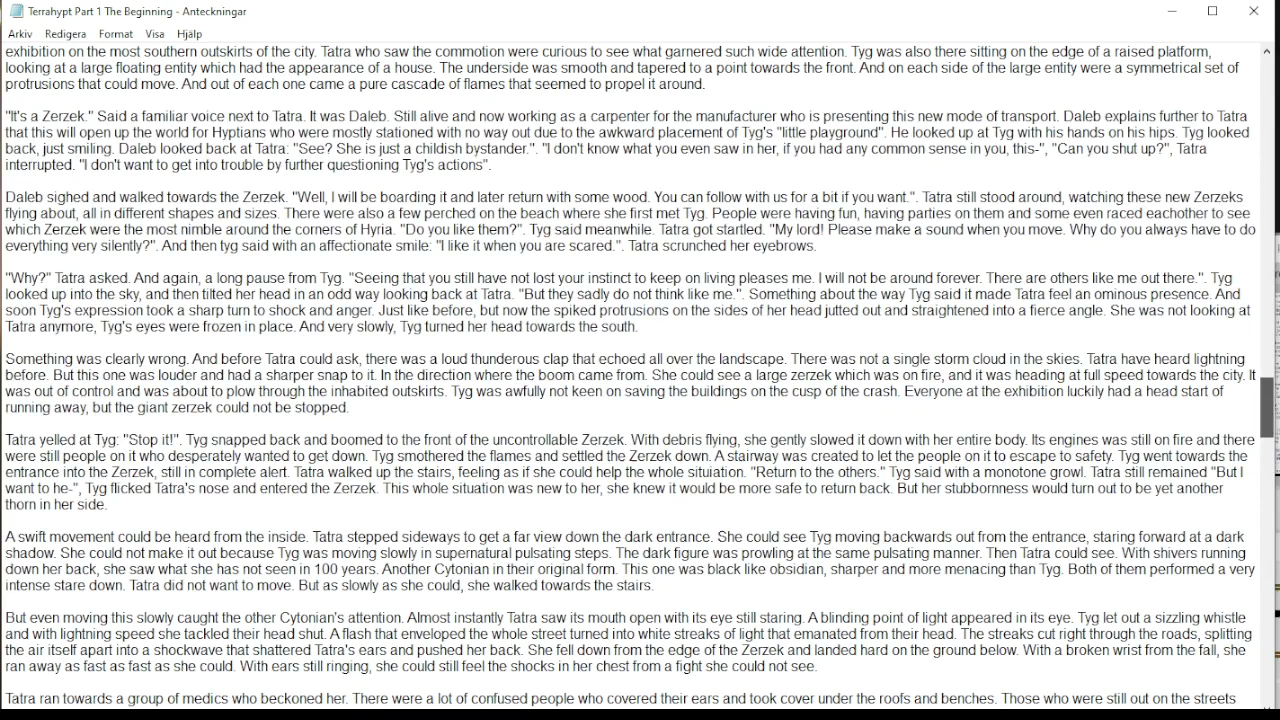 Terrahypt Part 1 The Beginning - Anteckningar
Arkiv Redigera Format Visa Hjälp
exhibition on the most southern outskirts of the city. Tatra who saw the commotion were curious to see what garnered such wide attention. Tyg was also there sitting on the edge of a raised platform,
looking at a large floating entity which had the appearance of a house. The underside was smooth and tapered to a point towards the front. And on each side of the large entity were a symmetrical set of
protrusions that could move. And out of each one came a pure cascade of flames that seemed to propel it around.
"It's a Zerzek." Said a familiar voice next to Tatra. It was Daleb. Still alive and now working as a carpenter for the manufacturer who is presenting this new mode of transport. Daleb explains further to Tatra
that this will open up the world for Hyptians who were mostly stationed with no way out due to the awkward placement of Tyg's "little playground". He looked up at Tyg with his hands on his hips. Tyg looked
back, just smiling. Daleb looked back at Tatra: "See? She is just a childish bystander.". "I don't know what you even saw in her, if you had any common sense in you, this-", "Can you shut up?", Tatra
interrupted. "I don't want to get into trouble by further questioning Tyg's actions".
Daleb sighed and walked towards the Zerzek. "Well, I will be boarding it and later return with some wood. You can follow with us for a bit if you want.". Tatra still stood around, watching these new Zerzeks
flying about, all in different shapes and sizes. There were also a few perched on the beach where she first met Tyg. People were having fun, having parties on them and some even raced eachother to see
which Zerzek were the most nimble around the corners of Hyria. "Do you like them?". Tyg said meanwhile. Tatra got startled. "My lord! Please make a sound when you move. Why do you always have to do
everything very silently?". And then tyg said with an affectionate smile: "I like it when you are scared.". Tatra scrunched her eyebrows.
"Why?" Tatra asked. And again, a long pause from Tyg. "Seeing that you still have not lost your instinct to keep on living pleases me. I will not be around forever. There are others like me out there.". Tyg
looked up into the sky, and then tilted her head in an odd way looking back at Tatra. "But they sadly do not think like me.". Something about the way Tyg said it made Tatra feel an ominous presence. And
soon Tyg's expression took a sharp turn to shock and anger. Just like before, but now the spiked protrusions on the sides of her head jutted out and straightened into a fierce angle. She was not looking at
Tatra anymore, Tyg's eyes were frozen in place. And very slowly, Tyg turned her head towards the south.
Something was clearly wrong. And before Tatra could ask, there was a loud thunderous clap that echoed all over the landscape. There was not a single storm cloud in the skies. Tatra have heard lightning
before. But this one was louder and had a sharper snap to it. In the direction where the boom came from. She could see a large zerzek which was on fire, and it was heading at full speed towards the city. It
was out of control and was about to plow through the inhabited outskirts. Tyg was awfully not keen on saving the buildings on the cusp of the crash. Everyone at the exhibition luckily had a head start of
running away, but the giant zerzek could not be stopped.
Tatra yelled at Tyg: "Stop it!". Tyg snapped back and boomed to the front of the uncontrollable Zerzek. With debris flying, she gently slowed it down with her entire body. Its engines was still on fire and there
were still people on it who desperately wanted to get down. Tyg smothered the flames and settled the Zerzek down. A stairway was created to let the people on it to escape to safety. Tyg went towards the
entrance into the Zerzek, still in complete alert. Tatra walked up the stairs, feeling as if she could help the whole situiation. "Return to the others." Tyg said with a monotone growl. Tatra still remained "But I
want to he-", Tyg flicked Tatra's nose and entered the Zerzek. This whole situation was new to her, she knew it would be more safe to return back. But her stubbornness would turn out to be yet another
thorn in her side.
A swift movement could be heard from the inside. Tatra stepped sideways to get a far view down the dark entrance. She could see Tyg moving backwards out from the entrance, staring forward at a dark
shadow. She could not make it out because Tyg was moving slowly in supernatural pulsating steps. The dark figure was prowling at the same pulsating manner. Then Tatra could see. With shivers running
down her back, she saw what she has not seen in 100 years. Another Cytonian in their original form. This one was black like obsidian, sharper and more menacing than Tyg. Both of them performed a very
intense stare down. Tatra did not want to move. But as slowly as she could, she walked towards the stairs.
But even moving this slowly caught the other Cytonian's attention. Almost instantly Tatra saw its mouth open with its eye still staring. A blinding point of light appeared in its eye. Tyg let out a sizzling whistle
and with lightning speed she tackled their head shut. A flash that enveloped the whole street turned into white streaks of light that emanated from their head. The streaks cut right through the roads, splitting
the air itself apart into a shockwave that shattered Tatra's ears and pushed her back. She fell down from the edge of the Zerzek and landed hard on the ground below. With a broken wrist from the fall, she
ran away as fast as fast as she could. With ears still ringing, she could still feel the shocks in her chest from a fight she could not see.
Tatra ran towards a group of medics who beckoned her. There were a lot of confused people who covered their ears and took cover under the roofs and benches. Those who were still out on the streets